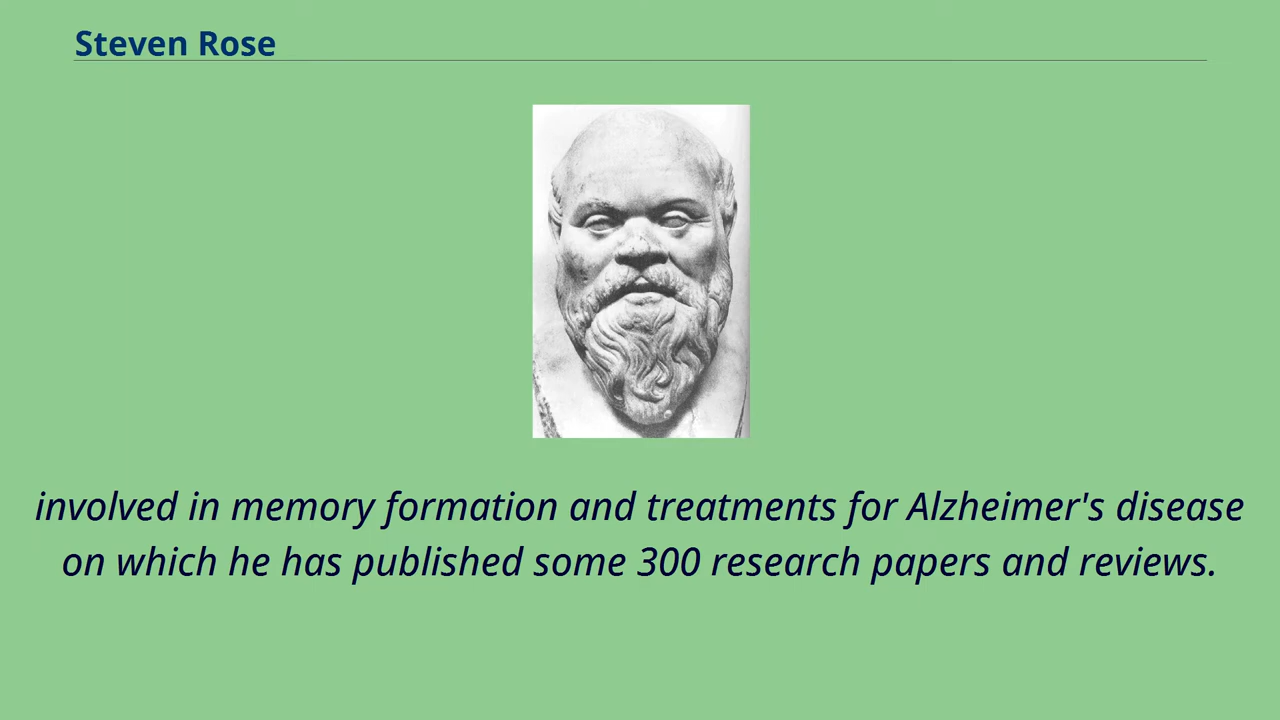 Steven Rose
involved in memory formation and treatments for Alzheimer's disease
on which he has published some 300 research papers and reviews.